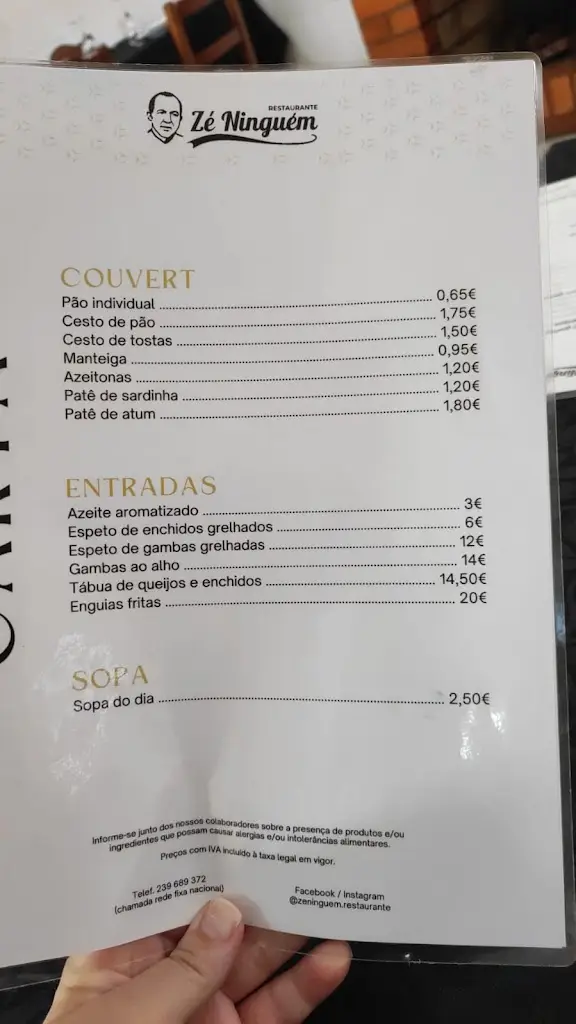 RESTAURANTE
Zé Ninguém
COUVERT
Pão individual 0,65€
Cesto de pão 1,75€
Cesto de tostas 1,50€
Manteiga 0,95€
Azeitonas 1,20€
Patê de sardinha 1,20€
Patê de atum 1,80€
ENTRADAS
Azeite aromatizado 3€
Espeto de enchidos grelhados 6€
Espeto de gambas grelhadas 12€
Gambas ao alho 14€
Tábua de queijos e enchidos 14,50€
Enguias fritas 20€
SOPA
Sopa do dia 2,50€
Informe-se junto dos nossos colaboradores sobre a presença de produtos e/ou
ingredientes que possam causar alergias e/ou intolerâncias alimentares.
Preços com IVA incluído à taxa legal em vigor.
Telef. 239 689 372
(chamada rede fixa nacional)
Facebook / Instagram
@zeninguem.restaurante